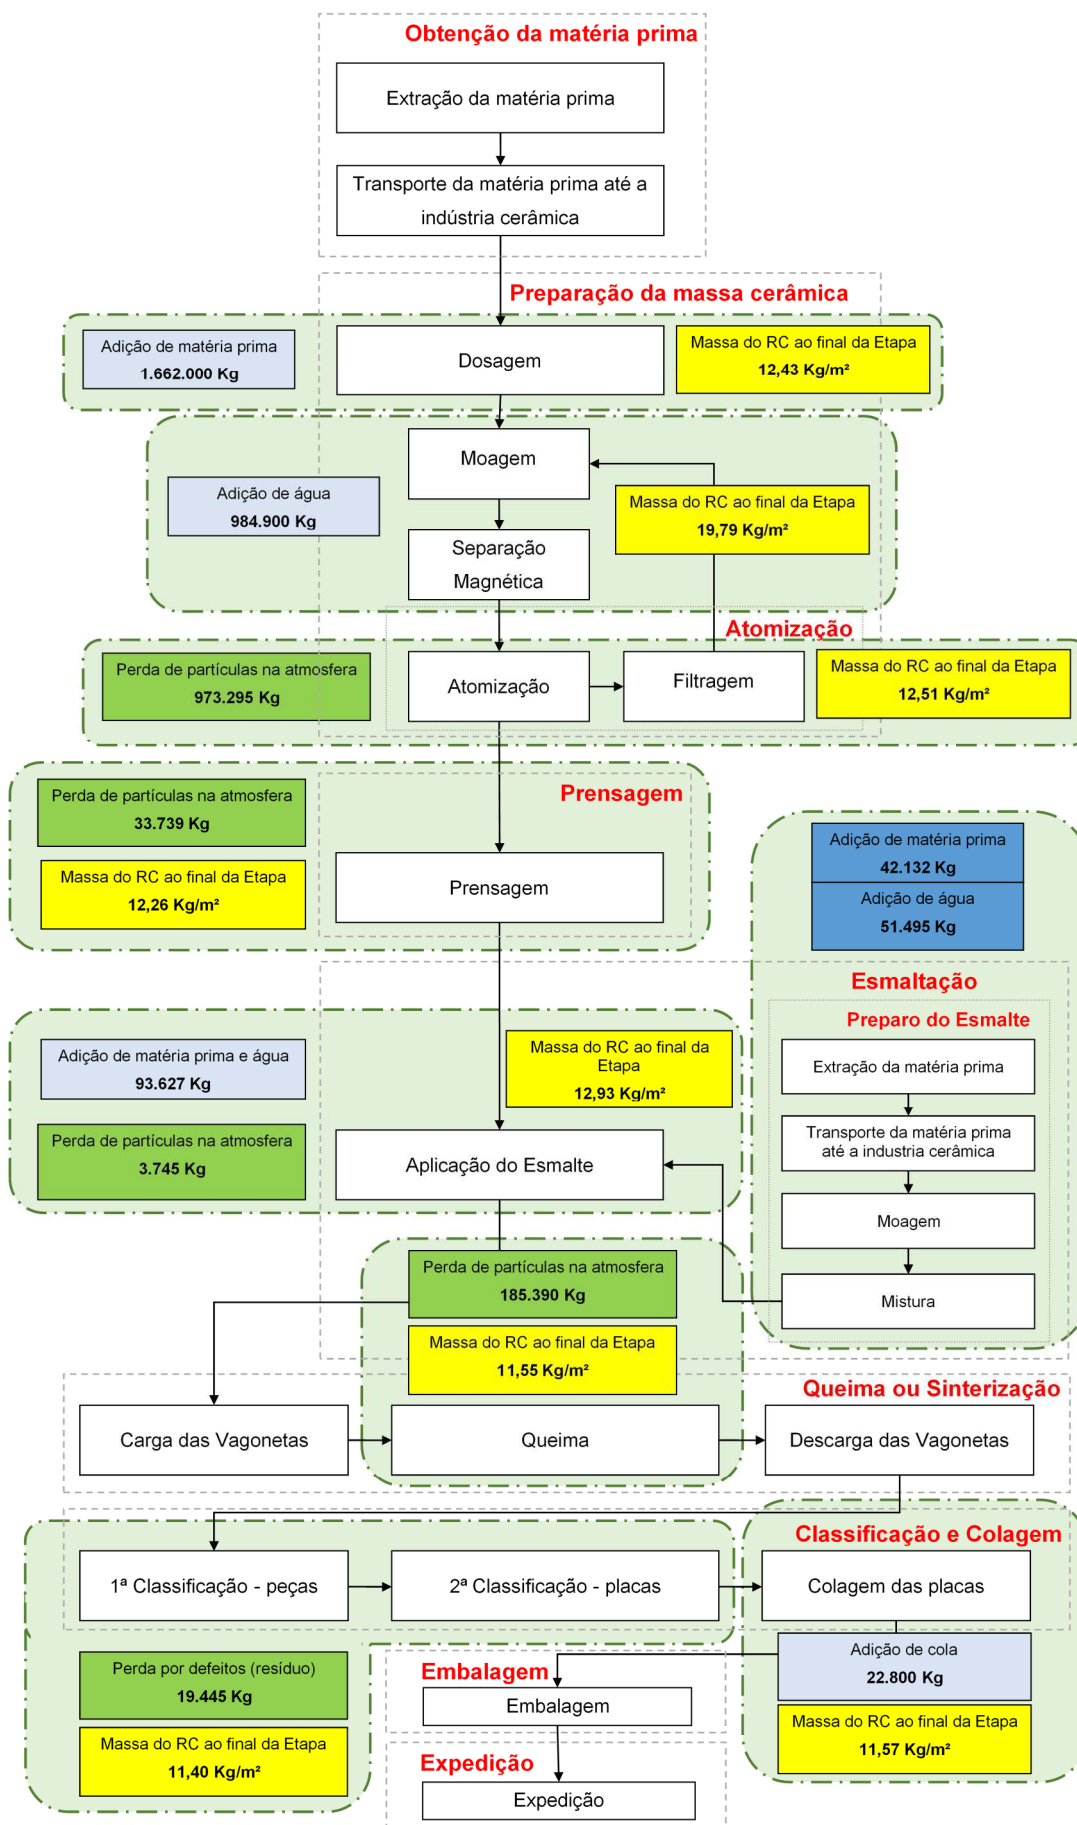 Obtenção da matéria prima
Extração da matéria prima
Transporte da matéria prima até a
indústria cerâmica
Preparação da massa cerâmica
Adição de matéria prima
1.662.000 Kg
Dosagem
Massa do RC ao final da Etapa
12,43 Kg/m²
Moagem
Adição de água
984.900 Kg
Massa do RC ao final da Etapa
19,79 Kg/m²
Separação
Magnética
Atomização
Perda de partículas na atmosfera
973.295 Kg
Atomização
Filtragem
Massa do RC ao final da Etapa
12,51 Kg/m²
Perda de partículas na atmosfera
33.739 Kg
Prensagem
Massa do RC ao final da Etapa
12,26 Kg/m²
Prensagem
Adição de matéria prima
42.132 Kg
Adição de água
51.495 Kg
Esmaltação
Preparo do Esmalte
Extração da matéria prima
Transporte da matéria prima
até a industria cerâmica
Moagem
Mistura
Adição de matéria prima e água
93.627 Kg
Massa do RC ao final da
Etapa
12,93 Kg/m²
Perda de partículas na atmosfera
3.745 Kg
Aplicação do Esmalte
Perda de partículas na atmosfera
185.390 Kg
Massa do RC ao final da Etapa
11,55 Kg/m²
Queima ou Sinterização
Carga das Vagonetas
Queima
Descarga das Vagonetas
Classificação e Colagem
1ª Classificação - peças
2ª Classificação - placas
Colagem das placas
Perda por defeitos (resíduo)
19.445 Kg
Massa do RC ao final da Etapa
11,40 Kg/m²
Adição de cola
22.800 Kg
Massa do RC ao final da Etapa
11,57 Kg/m²
Embalagem
Embalagem
Expedição
Expedição